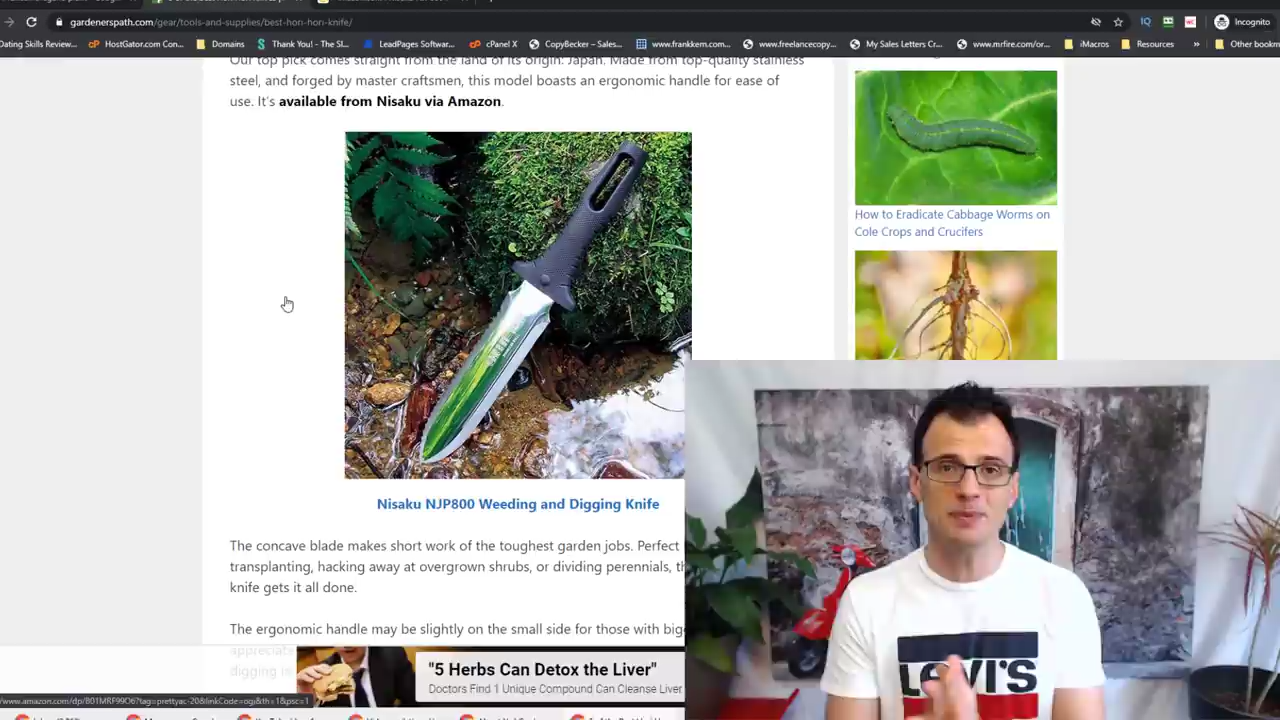 gardenerspath.com/gear/tools-and-supplies/best-hori-hori-knife/
Incognito
Dating Skills Review...
HostGator.com Con...
Domains
Thank You! - The Sl...
LeadPages Softwar...
cPanel X
CopyBecker – Sales...
www.frankkern.com...
www.freelancecopy...
My Sales Letters Cr...
www.mrfire.com/or...
iMacros
Resources
»
Other bookm
Our top pick comes straight from the land of its origin: Japan. Made from top-quality stainless
steel, and forged by master craftsmen, this model boasts an ergonomic handle for ease of
use. It's available from Nisaku via Amazon.
How to Eradicate Cabbage Worms on
Cole Crops and Crucifers
Nisaku NJP800 Weeding and Digging Knife
The concave blade makes short work of the toughest garden jobs. Perfect
transplanting, hacking away at overgrown shrubs, or dividing perennials, th
knife gets it all done.
The ergonomic handle may be slightly on the small side for those with big
appreciate
digging i
"5 Herbs Can Detox the Liver"
Doctors Find 1 Unique Compound Can Cleanse Liver
LEVI'S